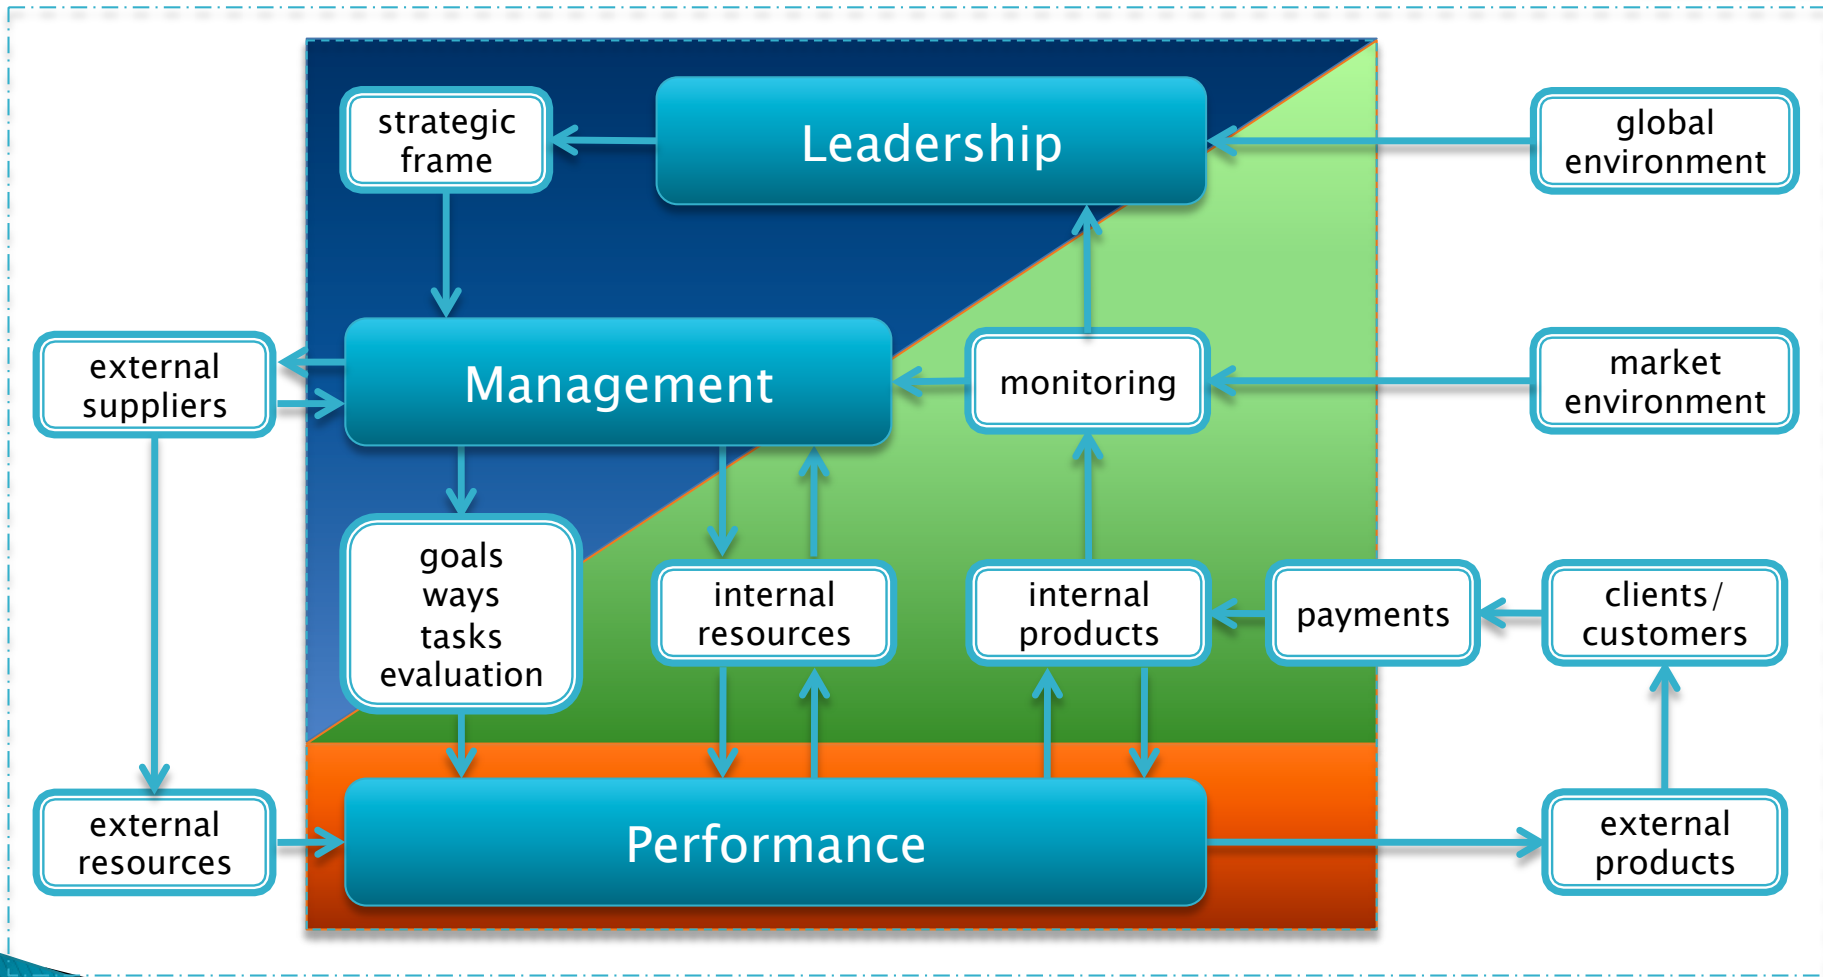 strategic
frame
Leadership
global
environment
external
suppliers
Management
monitoring
market
environment
goals
ways
tasks
evaluation
internal
resources
internal
products
payments
clients/
customers
external
resources
Performance
external
products